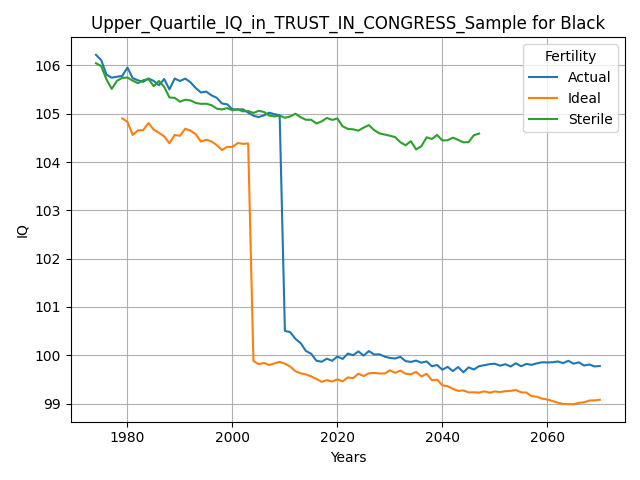 Upper_Quartile_IQ_in_TRUST_IN_CONGRESS_Sample for Black
Fertility
Actual
Ideal
Sterile
106
105
104
103
102
101
100
99
IQ
1980
2000
2020
2040
2060
Years